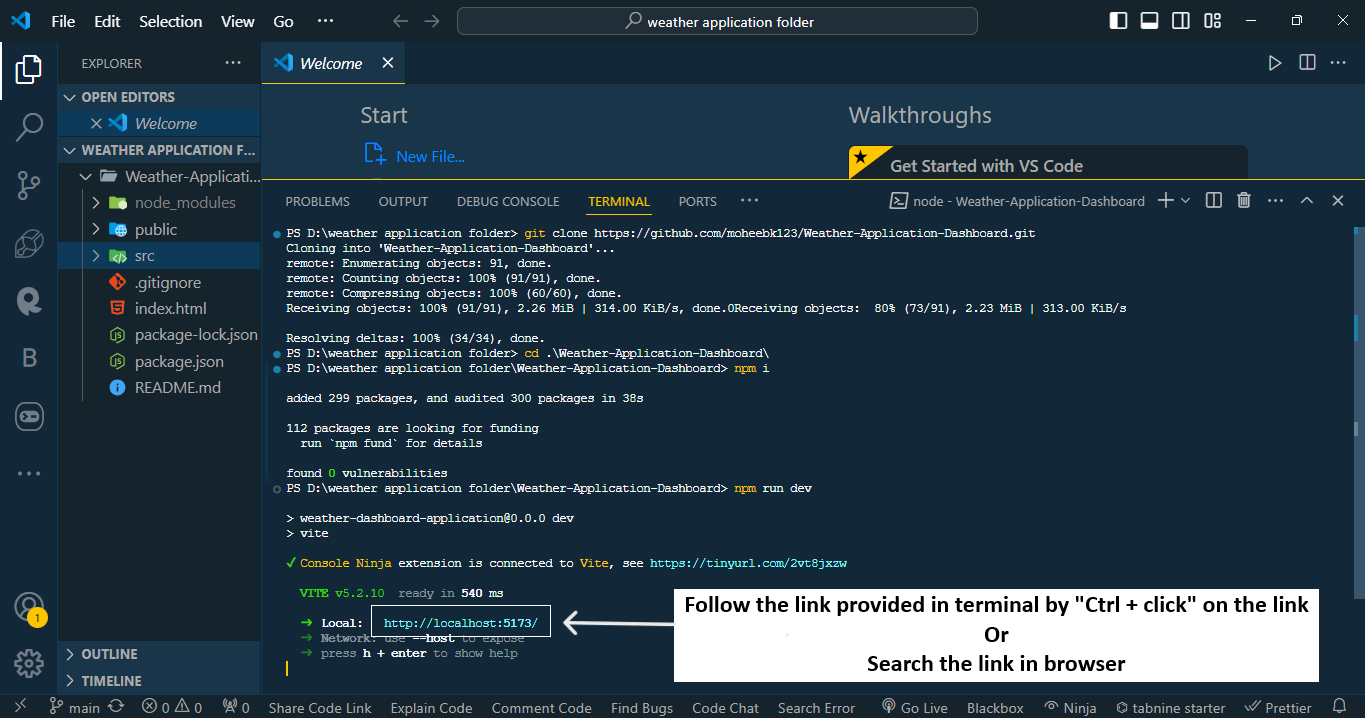 File Edit Selection View Go ··· weather application folder
EXPLORER ···
Welcome
OPEN EDITORS
Welcome
WEATHER APPLICATION F...
Weather-Applicati...
node_modules
public
src
.gitignore
index.html
package-lock.json
package.json
README.md
OUTLINE
TIMELINE
B
1
Start
New File...
Walkthroughs
Get Started with VS Code
PROBLEMS OUTPUT DEBUG CONSOLE TERMINAL PORTS ··· node - Weather-Application-Dashboard
PS D:\weather application folder> git clone https://github.com/moheebk123/Weather-Application-Dashboard.git
Cloning into 'Weather-Application-Dashboard'...
remote: Enumerating objects: 91, done.
remote: Counting objects: 100% (91/91), done.
remote: Compressing objects: 100% (60/60), done.
Receiving objects: 100% (91/91), 2.26 MiB | 314.00 KiB/s, done.0Receiving objects:  80% (73/91), 2.23 MiB | 313.00 KiB/s
Resolving deltas: 100% (34/34), done.
PS D:\weather application folder> cd .\Weather-Application-Dashboard\
PS D:\weather application folder\Weather-Application-Dashboard> npm i
added 299 packages, and audited 300 packages in 38s
112 packages are looking for funding
run `npm fund` for details
found 0 vulnerabilities
PS D:\weather application folder\Weather-Application-Dashboard> npm run dev
> weather-dashboard-application@0.0.0 dev
> vite
✓ Console Ninja extension is connected to Vite, see https://tinyurl.com/2vt8jxzw
VITE v5.2.10 ready in 540 ms
➜ Local: http://localhost:5173/
➜ Network: use --host to expose
➜ press h + enter to show help
Follow the link provided in terminal by "Ctrl + click" on the link
Or
Search the link in browser
main 0 0 0 Share Code Link Explain Code Comment Code Find Bugs Code Chat Search Error Go Live Blackbox Ninja tabnine starter Prettier